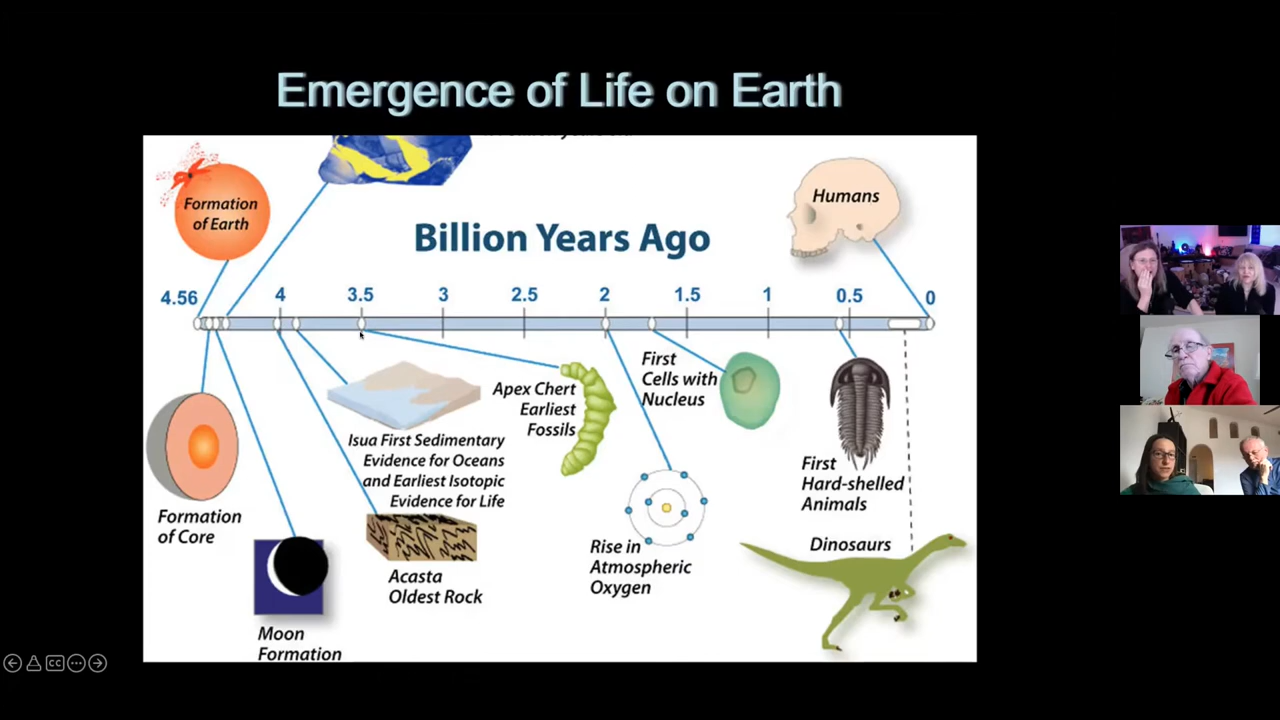 Emergence of Life on Earth
Formation
of Earth
Humans
Billion Years Ago
4.56
4
3.5
3
2.5
2
1.5
1
0.5
0
First
Cells with
Nucleus
Apex Chert
Earliest
Fossils
Isua First Sedimentary
Evidence for Oceans
and Earliest Isotopic
Evidence for Life
First
Hard-shelled
Animals
Formation
of Core
Rise in
Atmospheric
Oxygen
Dinosaurs
Acasta
Oldest Rock
Moon
Formation
CC